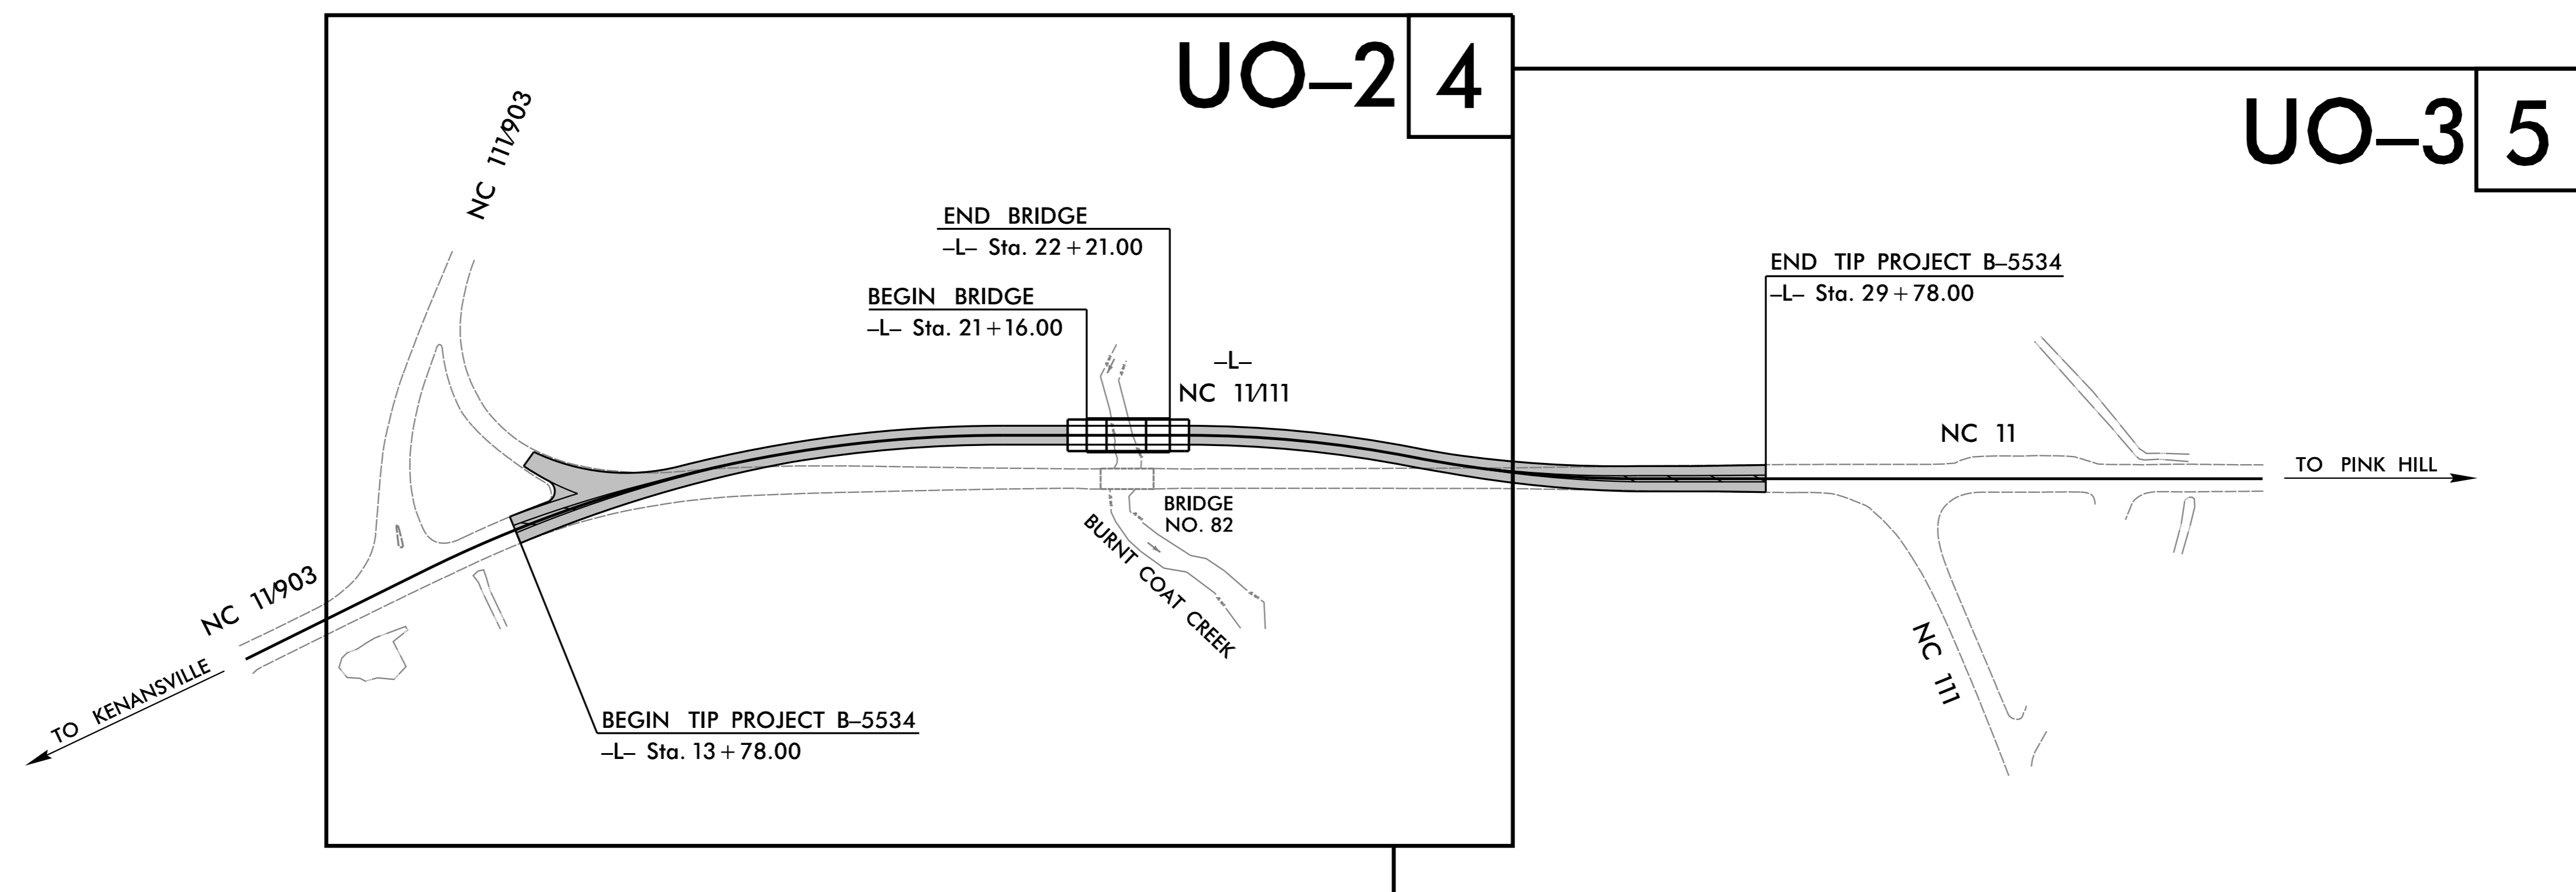 UO–2 4
UO–3 5
NC 111/903
END BRIDGE
–L– Sta. 22+21.00
BEGIN BRIDGE
–L– Sta. 21+16.00
–L–
NC 11/111
END TIP PROJECT B–5534
–L– Sta. 29+78.00
NC 11
TO PINK HILL
BRIDGE
NO. 82
BURNT COAT CREEK
NC 11/903
TO KENANSVILLE
NC 111
BEGIN TIP PROJECT B–5534
–L– Sta. 13+78.00